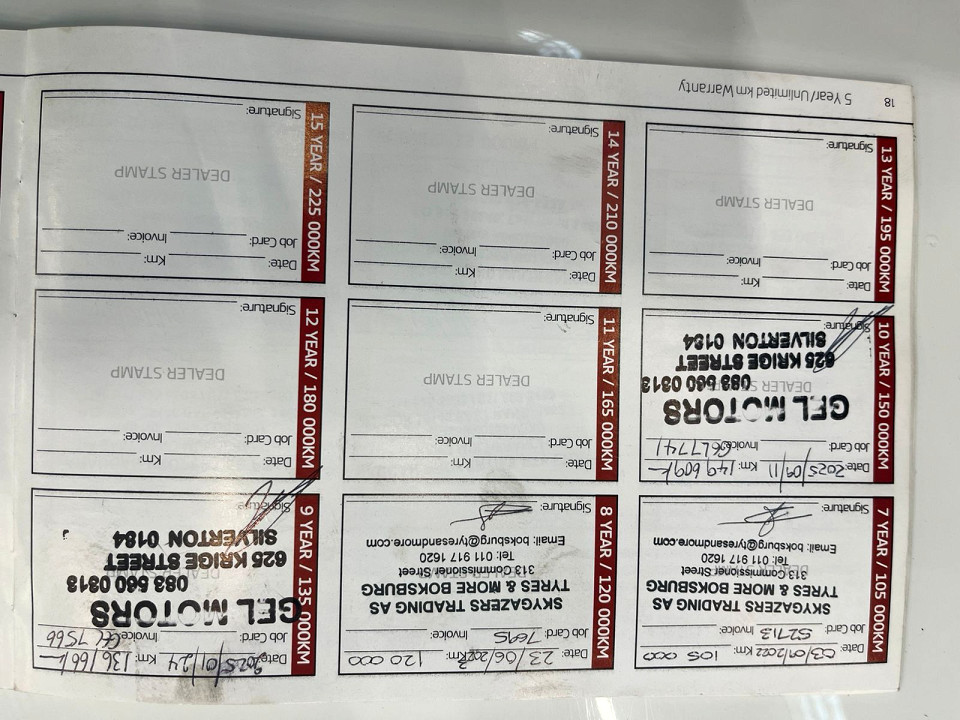 7 YEAR / 105 000KM
Date: 03/01/2022 Km: 105 000
Job Card: 52713 Invoice:
SKYGAZERS TRADING AS
TYRES & MORE BOKSBURG
313 Commissioner Street
Tel: 011 917 1620
Email: boksburg@tyresandmore.com
Signature:
8 YEAR / 120 000KM
Date: 23/06/2023 Km: 120 000
Job Card: 7695 Invoice:
SKYGAZERS TRADING AS
TYRES & MORE BOKSBURG
313 Commissioner Street
Tel: 011 917 1620
Email: boksburg@tyresandmore.com
Signature:
9 YEAR / 135 000KM
Date: 2025/01/24 Km: 136166k
Job Card: Invoice: GEL7566
GEL MOTORS
083 560 0313
625 KRIGE STREET
SILVERTON 0184
Signature:
10 YEAR / 150 000KM
Date: 2025/09/11 Km: 149 609k
Job Card: Invoice: GEL7741
GEL MOTORS
DEALER STAMP
083 560 0313
625 KRIGE STREET
SILVERTON 0184
Signature:
11 YEAR / 165 000KM
Date: Km:
Job Card: Invoice:
DEALER STAMP
Signature:
12 YEAR / 180 000KM
Date: Km:
Job Card: Invoice:
DEALER STAMP
Signature:
13 YEAR / 195 000KM
Date: Km:
Job Card: Invoice:
DEALER STAMP
Signature:
14 YEAR / 210 000KM
Date: Km:
Job Card: Invoice:
DEALER STAMP
Signature:
15 YEAR / 225 000KM
Date: Km:
Job Card: Invoice:
DEALER STAMP
Signature:
18 5 Year/Unlimited km Warranty